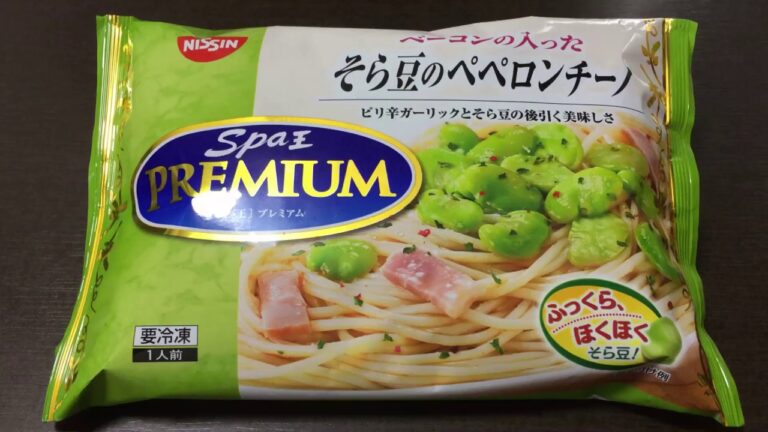 NISSIN
ベーコンの入った
そら豆のペペロンチーノ
ピリ辛ガーリックとそら豆の後引く美味しさ
Spa王
PREMIUM
プレミアム
ふっくら、
ほくほく
そら豆!
要冷凍
1人前